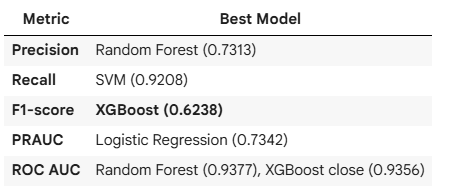 Metric Best Model
Precision Random Forest (0.7313)
Recall SVM (0.9208)
F1-score XGBoost (0.6238)
PRAUC Logistic Regression (0.7342)
ROC AUC Random Forest (0.9377), XGBoost close (0.9356)